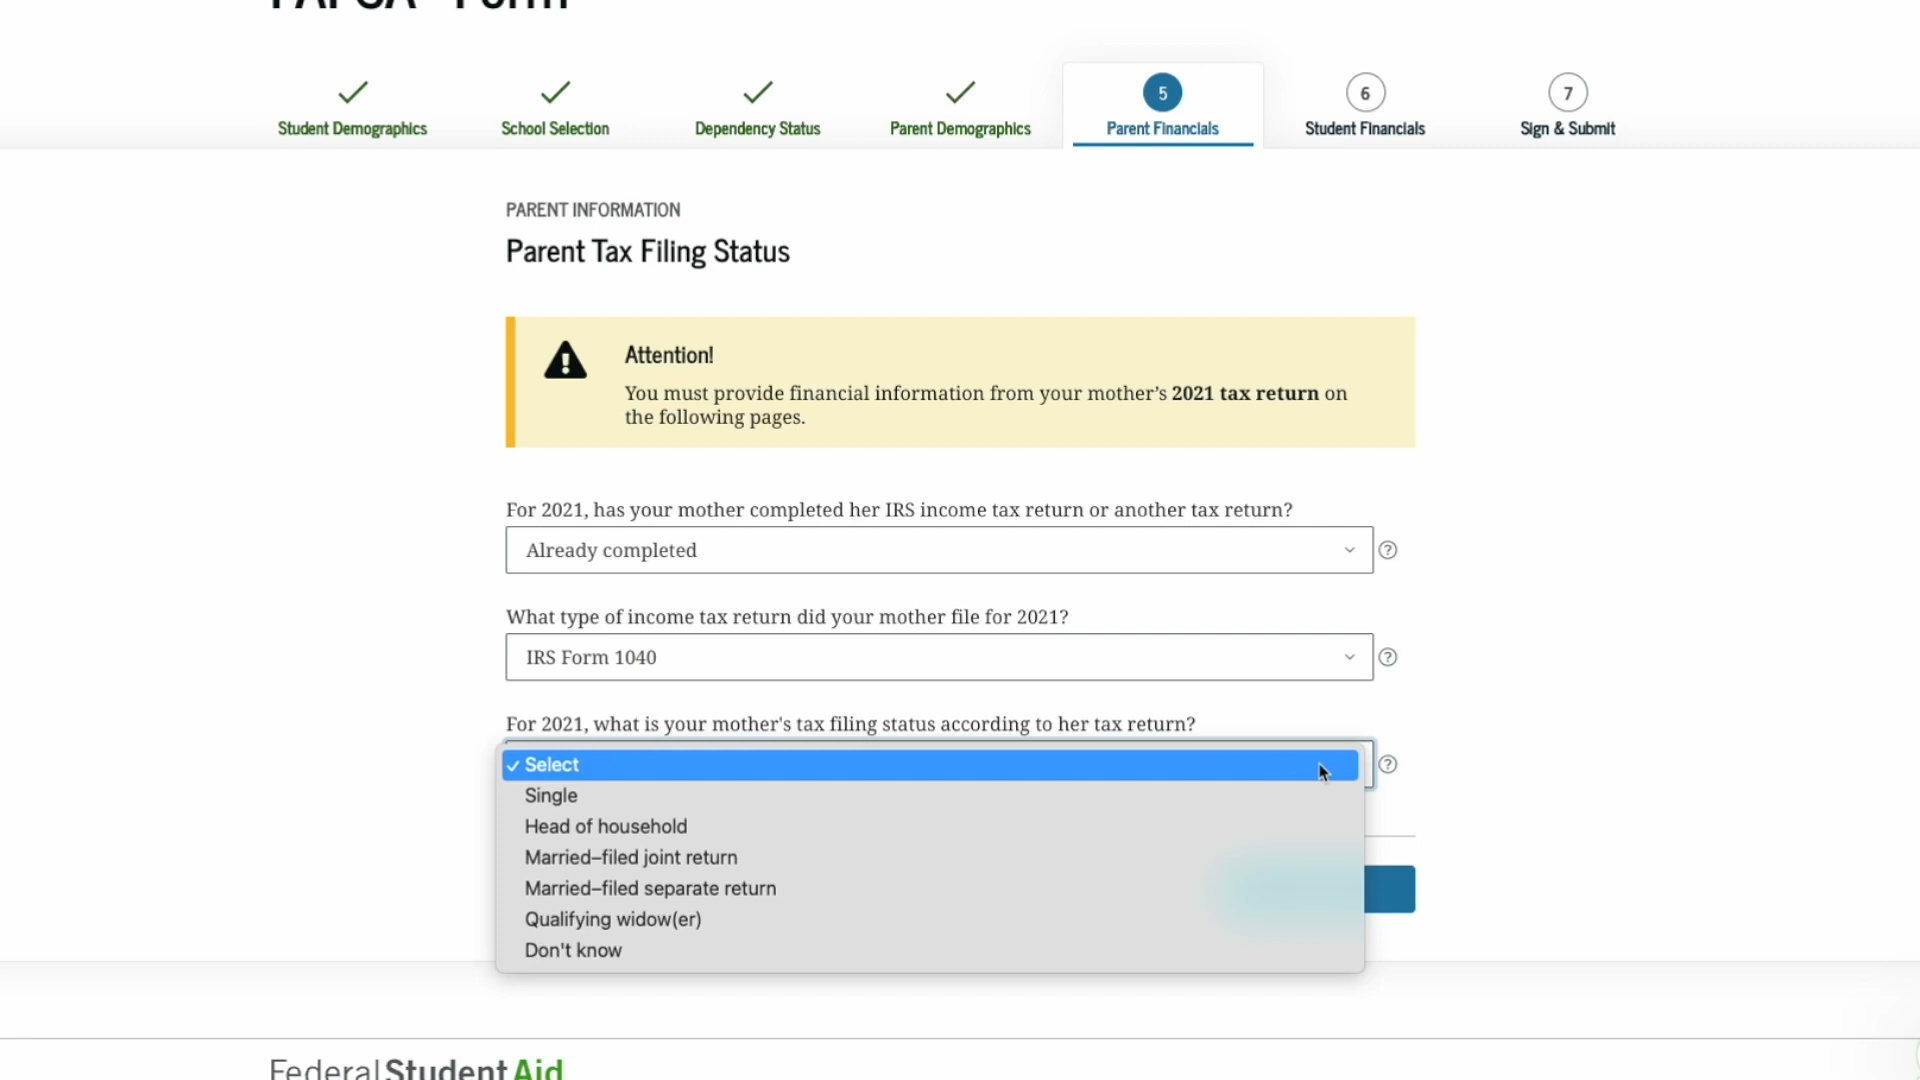 FAFSA® Form
5
6
7
Student Demographics
School Selection
Dependency Status
Parent Demographics
Parent Financials
Student Financials
Sign & Submit
PARENT INFORMATION
Parent Tax Filing Status
Attention!
You must provide financial information from your mother’s 2021 tax return on
the following pages.
For 2021, has your mother completed her IRS income tax return or another tax return?
Already completed
?
What type of income tax return did your mother file for 2021?
IRS Form 1040
?
For 2021, what is your mother's tax filing status according to her tax return?
✓ Select
?
Single
Head of household
Married–filed joint return
Married–filed separate return
Qualifying widow(er)
Don't know
Federal Student Aid